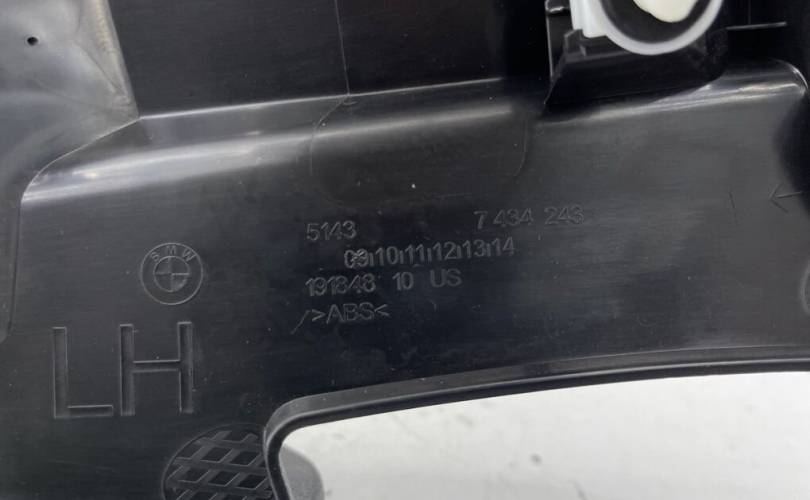 5143 7 434 243
09 10 11 12 13 14
191848 10 US
>ABS<
BMW
LH